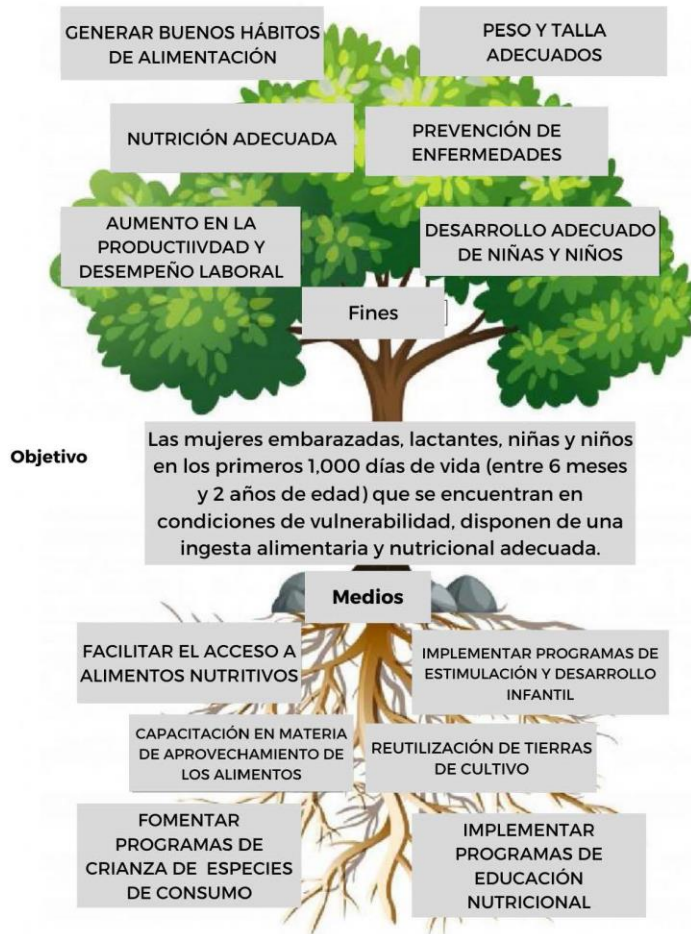 GENERAR BUENOS HÁBITOS
DE ALIMENTACIÓN
PESO Y TALLA
ADECUADOS
NUTRICIÓN ADECUADA
PREVENCIÓN DE
ENFERMEDADES
AUMENTO EN LA
PRODUCTIIVDAD Y
DESEMPEÑO LABORAL
DESARROLLO ADECUADO
DE NIÑAS Y NIÑOS
Fines
Objetivo
Las mujeres embarazadas, lactantes, niñas y niños
en los primeros 1,000 días de vida (entre 6 meses
y 2 años de edad) que se encuentran en
condiciones de vulnerabilidad, disponen de una
ingesta alimentaria y nutricional adecuada.
Medios
FACILITAR EL ACCESO A
ALIMENTOS NUTRITIVOS
IMPLEMENTAR PROGRAMAS DE
ESTIMULACIÓN Y DESARROLLO
INFANTIL
CAPACITACIÓN EN MATERIA
DE APROVECHAMIENTO DE
LOS ALIMENTOS
REUTILIZACIÓN DE TIERRAS
DE CULTIVO
FOMENTAR
PROGRAMAS DE
CRIANZA DE ESPECIES
DE CONSUMO
IMPLEMENTAR
PROGRAMAS DE
EDUCACIÓN
NUTRICIONAL